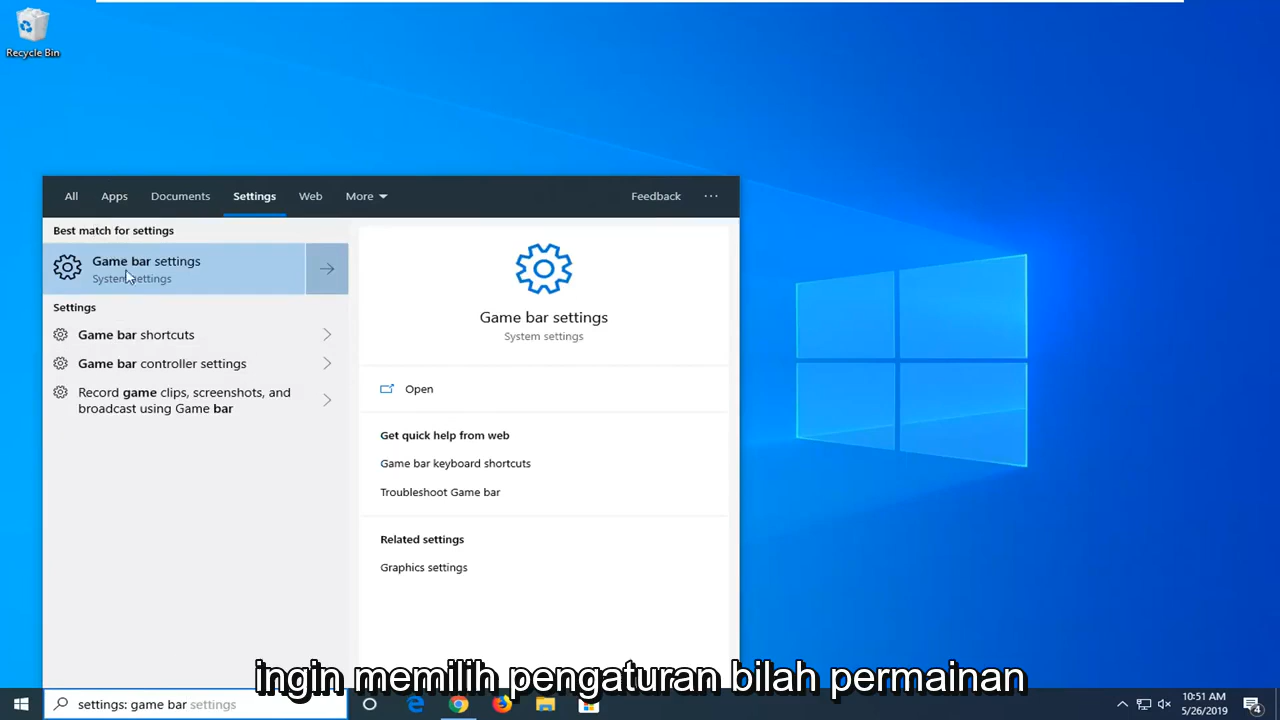 Recycle Bin
All
Apps
Documents
Settings
Web
More
Feedback
...
Best match for settings
Game bar settings
System settings
Settings
Game bar shortcuts
Game bar controller settings
Record game clips, screenshots, and
broadcast using Game bar
Game bar settings
System settings
Open
Get quick help from web
Game bar keyboard shortcuts
Troubleshoot Game bar
Related settings
Graphics settings
ingin memilih pengaturan bilah permainan
settings: game bar settings
10:51 AM
5/26/2019
4